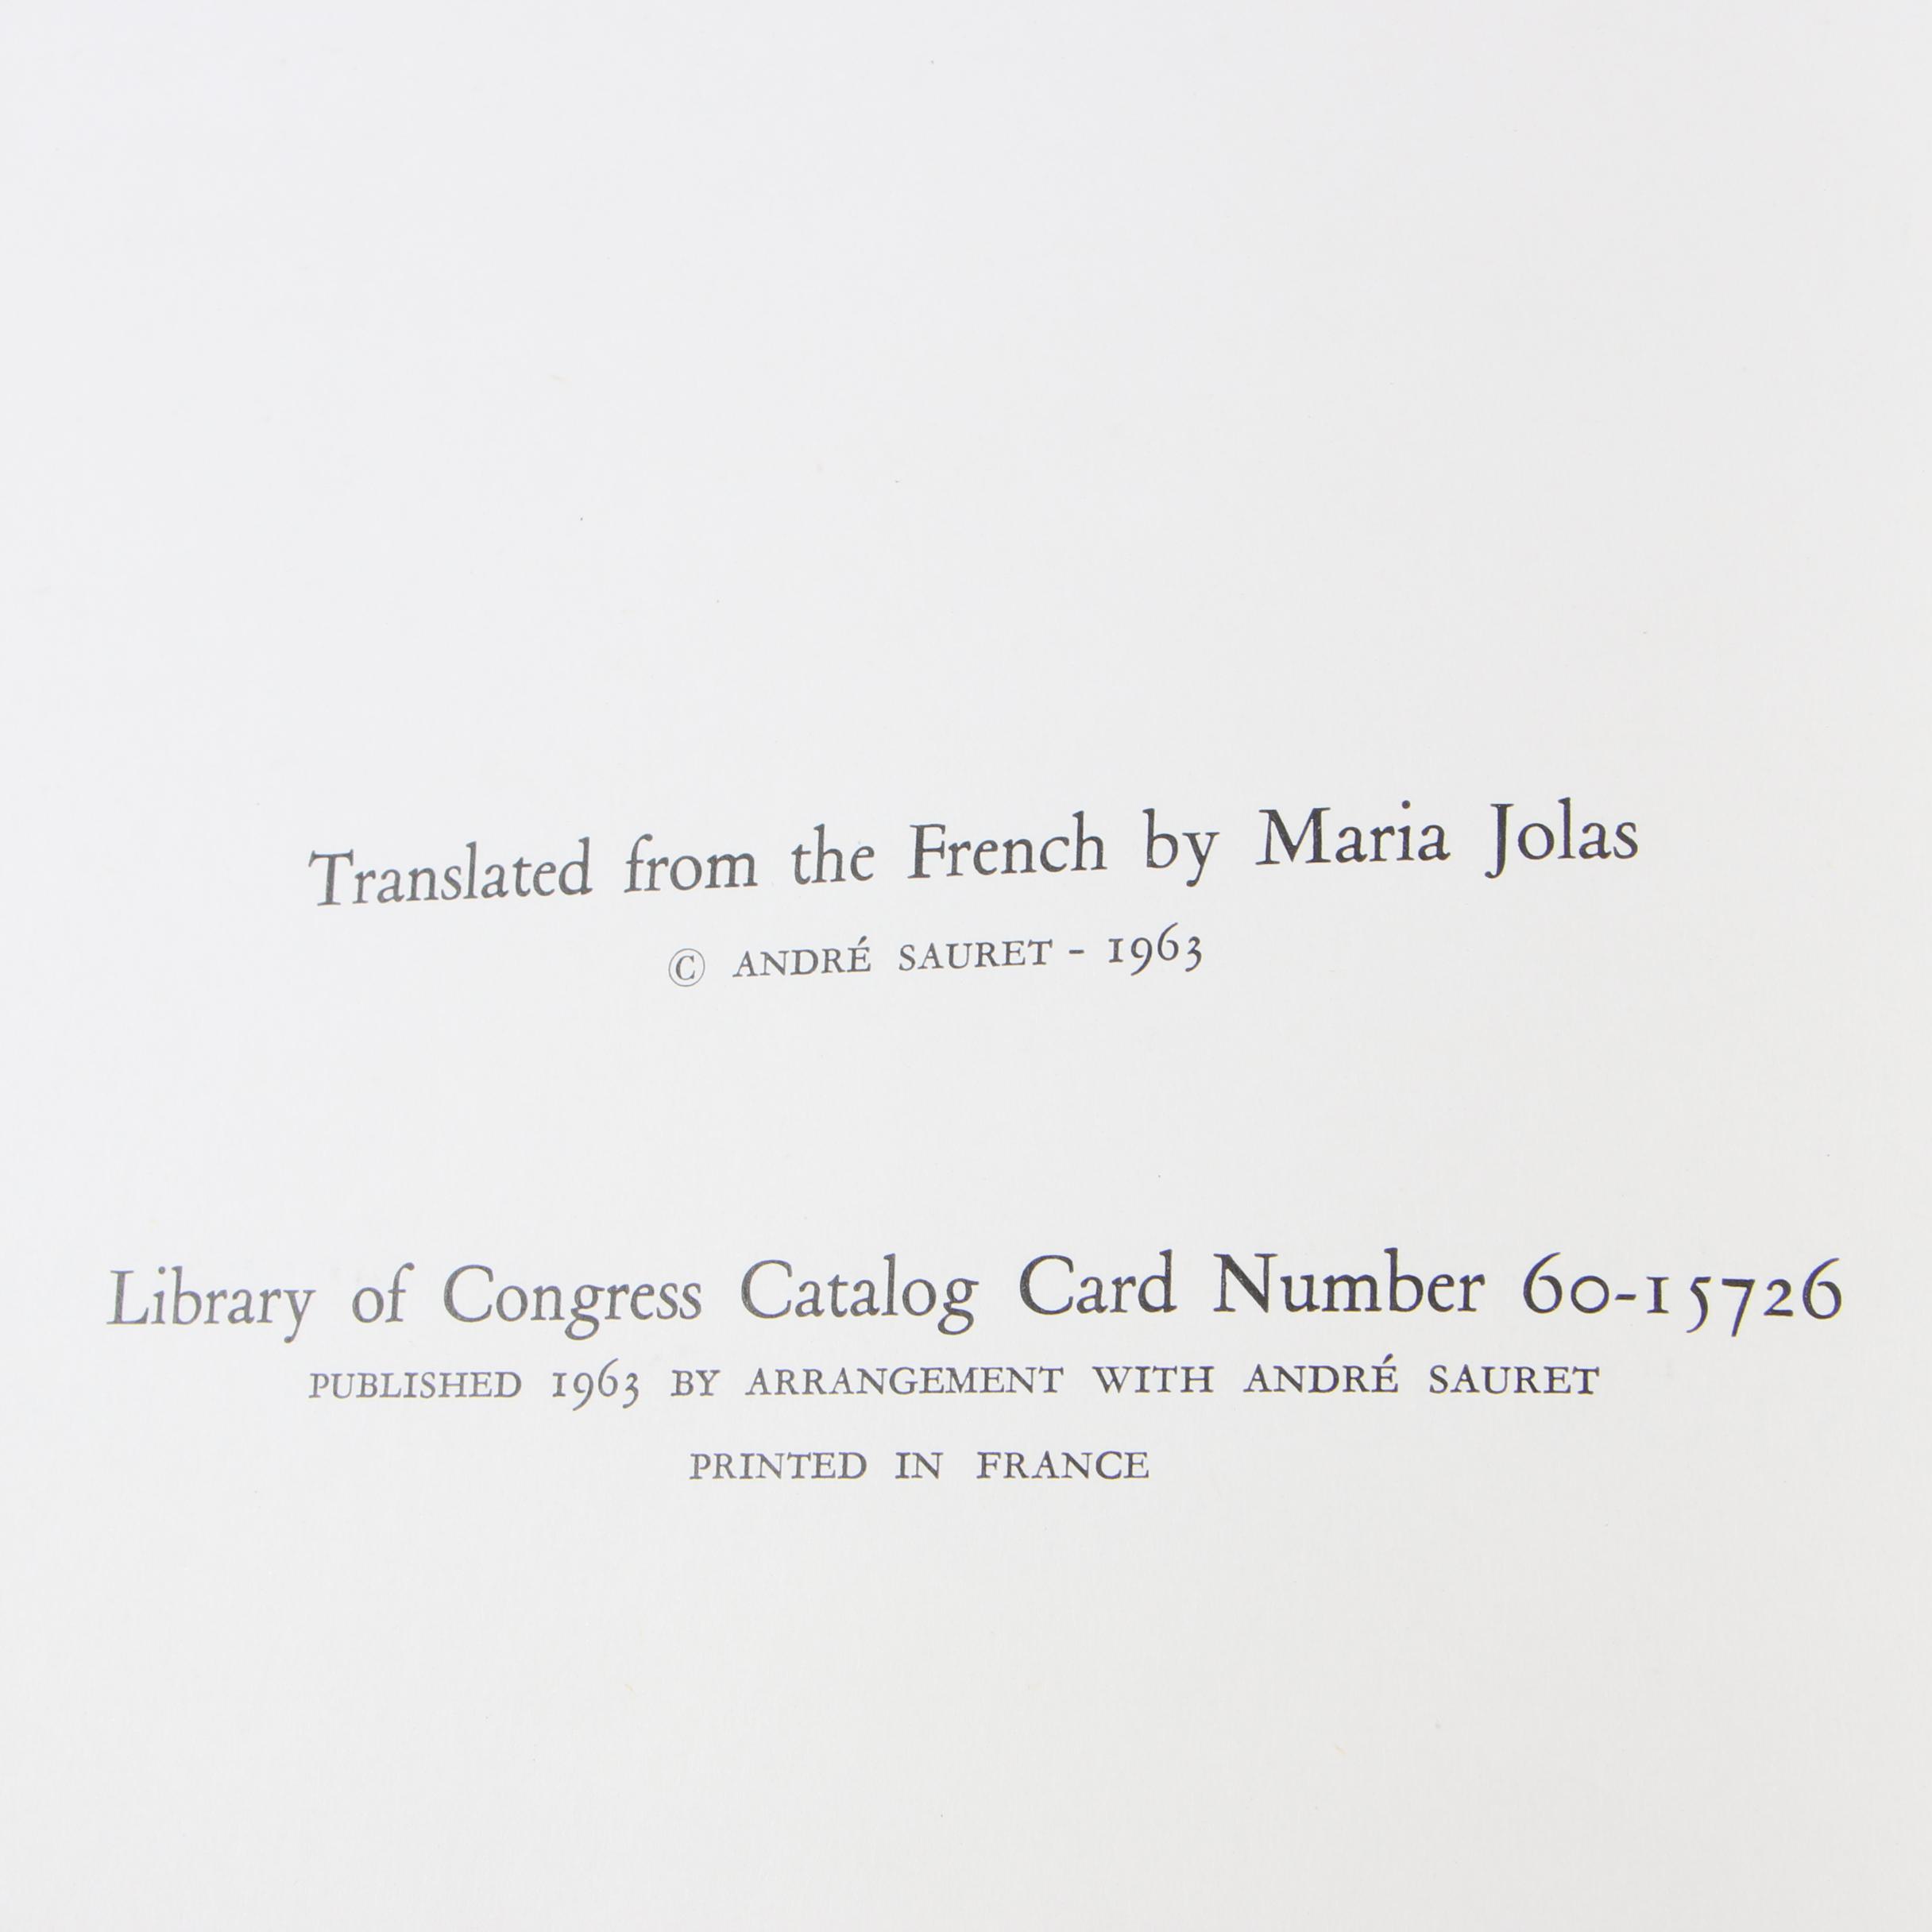 Translated from the French by Maria Jolas
© ANDRÉ SAURET - 1963
Library of Congress Catalog Card Number 60-15726
PUBLISHED 1963 BY ARRANGEMENT WITH ANDRÉ SAURET
PRINTED IN FRANCE